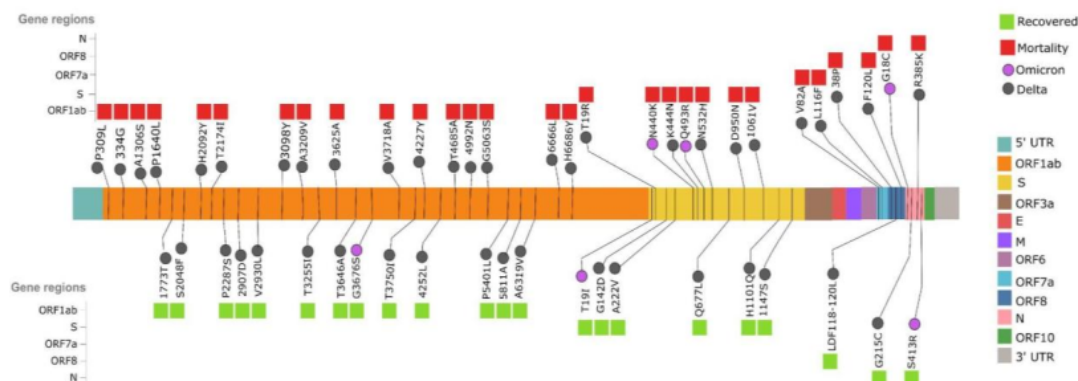 Gene regions
N
ORF8
ORF7a
S
ORF1ab
P309L
334G
A1306S
P1640L
H2092Y
T2174I
3098Y
A3209V
3625A
V3718A
4227Y
T4685A
4992N
G5063S
6666L
H6686Y
T19R
N440K
K444N
Q493R
N532H
D950N
1061V
V82A
L116F
38P
F120L
G18C
R385K
Recovered
Mortality
Omicron
Delta
5' UTR
ORF1ab
S
ORF3a
E
M
ORF6
ORF7a
ORF8
N
ORF10
3' UTR
1773T
S2048F
P2287S
2907D
V2930L
T3255I
T3646A
G3676S
T3750I
4252L
P5401L
5811A
A6319V
T19I
G142D
A222V
Q677L
H1101Q
1147S
LDF118-120L
G215C
S413R
Gene regions
ORF1ab
S
ORF7a
ORF8
N